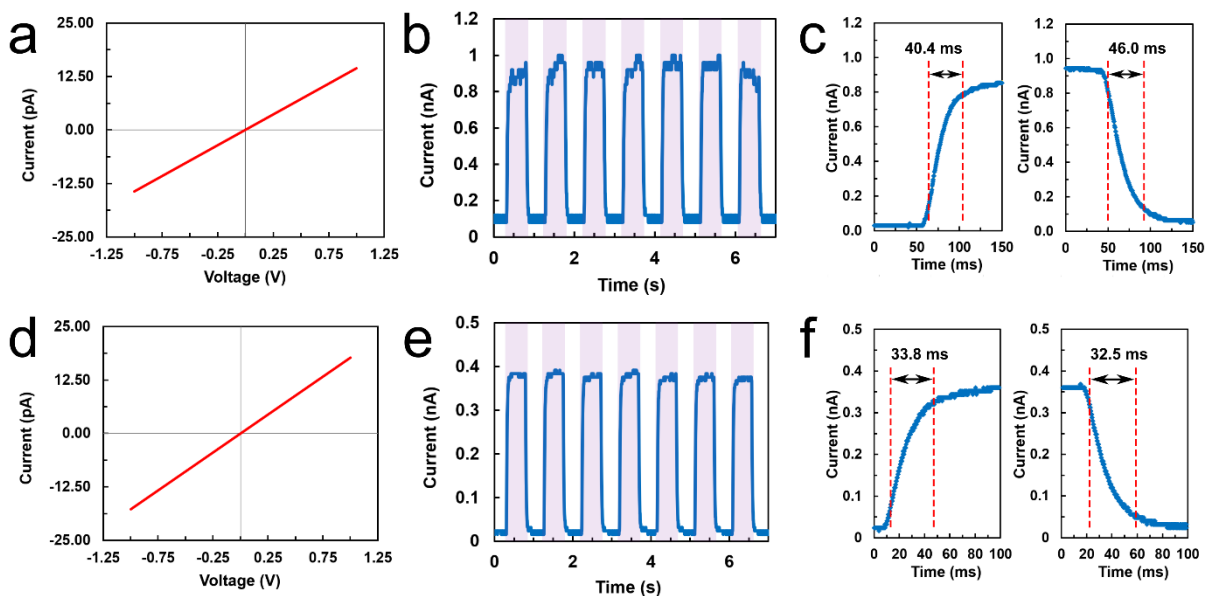 a
25.00
12.50
0.00
-12.50
-25.00
Current (pA)
-1.25 -0.75 -0.25 0.25 0.75 1.25
Voltage (V)
b
1.2
1
0.8
0.6
0.4
0.2
0
Current (nA)
0 2 4 6
Time (s)
c
1.2
1.0
0.8
0.6
0.4
0.2
0.0
Current (nA)
40.4 ms
0 50 100 150
Time (ms)
1.2
1.0
0.8
0.6
0.4
0.2
0.0
Current (nA)
46.0 ms
0 50 100 150
Time (ms)
d
25.00
12.50
0.00
-12.50
-25.00
Current (pA)
-1.25 -0.75 -0.25 0.25 0.75 1.25
Voltage (V)
e
0.5
0.4
0.3
0.2
0.1
0
Current (nA)
0 2 4 6
Time (s)
f
0.5
0.4
0.3
0.2
0.1
0.0
Current (nA)
33.8 ms
0 20 40 60 80 100
Time (ms)
0.5
0.4
0.3
0.2
0.1
0.0
Current (nA)
32.5 ms
0 20 40 60 80 100
Time (ms)